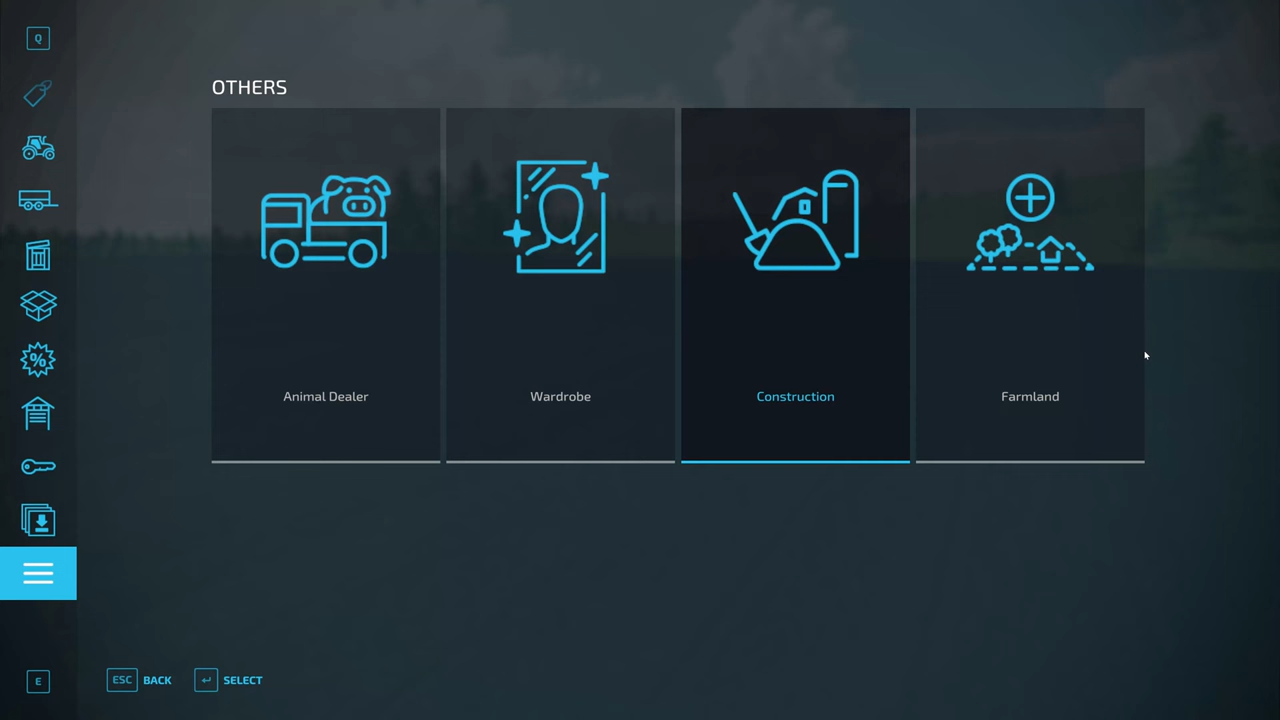 Q
OTHERS
%
Animal Dealer
Wardrobe
Construction
Farmland
E
ESC BACK
↵ SELECT